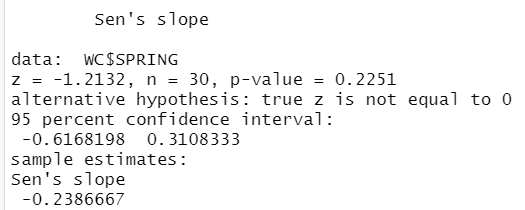 Sen's slope
data:  WC$SPRING
z = -1.2132, n = 30, p-value = 0.2251
alternative hypothesis: true z is not equal to 0
95 percent confidence interval:
-0.6168198  0.3108333
sample estimates:
Sen's slope
-0.2386667